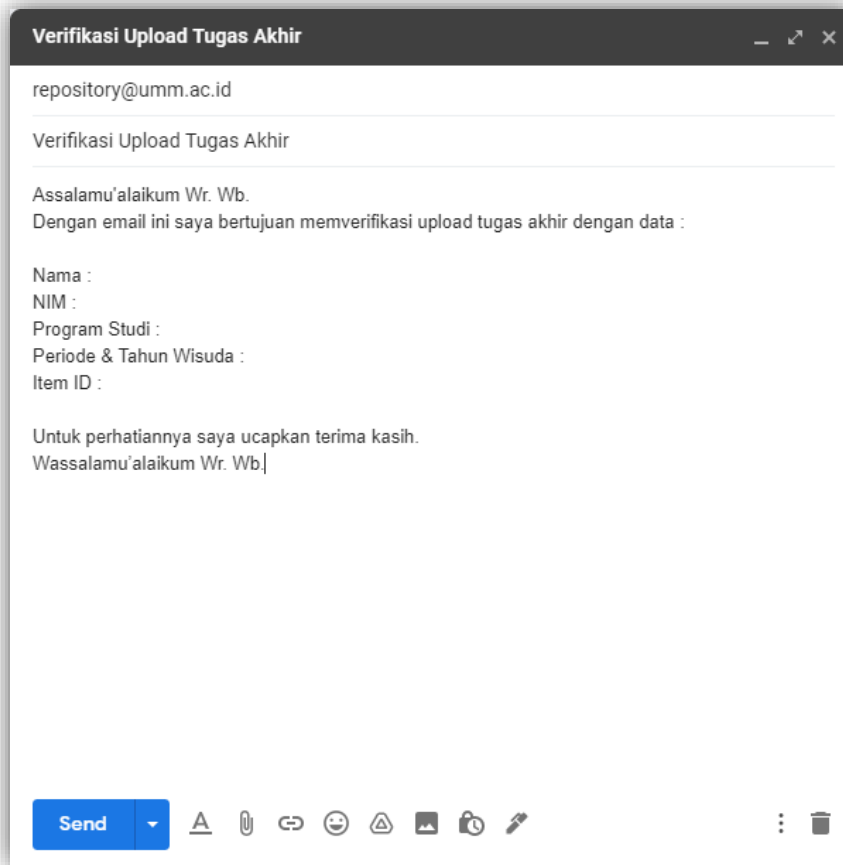 Verifikasi Upload Tugas Akhir
repository@umm.ac.id
Verifikasi Upload Tugas Akhir
Assalamu'alaikum Wr. Wb.
Dengan email ini saya bertujuan memverifikasi upload tugas akhir dengan data :
Nama :
NIM :
Program Studi :
Periode & Tahun Wisuda :
Item ID :
Untuk perhatiannya saya ucapkan terima kasih.
Wassalamu’alaikum Wr. Wb.
Send